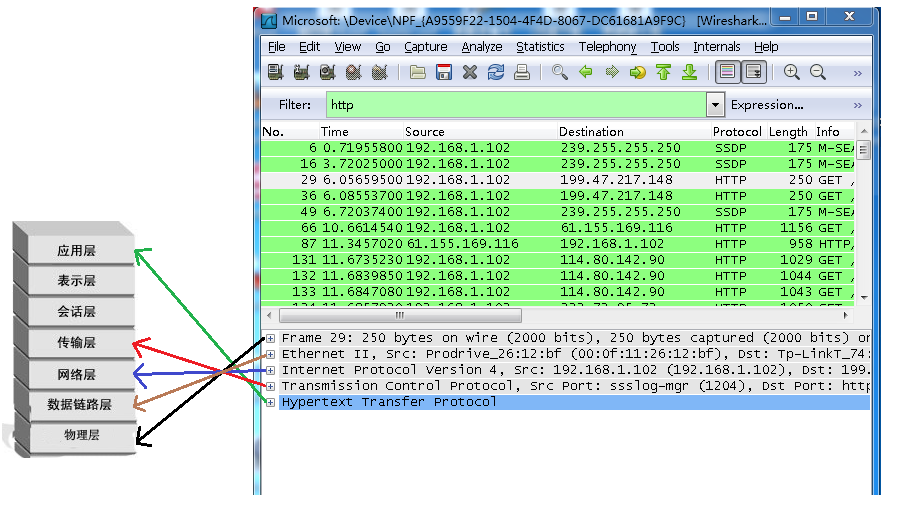 Microsoft: \Device\NPF_{A9559F22-1504-4F4D-8067-DC61681A9F9C} [Wireshark...
File Edit View Go Capture Analyze Statistics Telephony Tools Internals Help
Filter: http Expression... »
No. Time Source Destination Protocol Length Info
6 0.71955800 192.168.1.102 239.255.255.250 SSDP 175 M-SEA
16 3.72025000 192.168.1.102 239.255.255.250 SSDP 175 M-SEA
29 6.05659500 192.168.1.102 199.47.217.148 HTTP 250 GET /
36 6.08553700 192.168.1.102 199.47.217.148 HTTP 250 GET /
49 6.72037400 192.168.1.102 239.255.255.250 SSDP 175 M-SEA
66 10.6614540 192.168.1.102 61.155.169.116 HTTP 1156 GET /
87 11.3457020 61.155.169.116 192.168.1.102 HTTP 958 HTTP/
131 11.6735230 192.168.1.102 114.80.142.90 HTTP 1029 GET /
132 11.6839850 192.168.1.102 114.80.142.90 HTTP 1044 GET /
133 11.6847080 192.168.1.102 114.80.142.90 HTTP 1043 GET /
Frame 29: 250 bytes on wire (2000 bits), 250 bytes captured (2000 bits) on
Ethernet II, Src: Prodrive_26:12:bf (00:0f:11:26:12:bf), Dst: Tp-LinkT_74:
Internet Protocol Version 4, Src: 192.168.1.102 (192.168.1.102), Dst: 199.
Transmission Control Protocol, Src Port: ssslog-mgr (1204), Dst Port: http
Hypertext Transfer Protocol
应用层
表示层
会话层
传输层
网络层
数据链路层
物理层